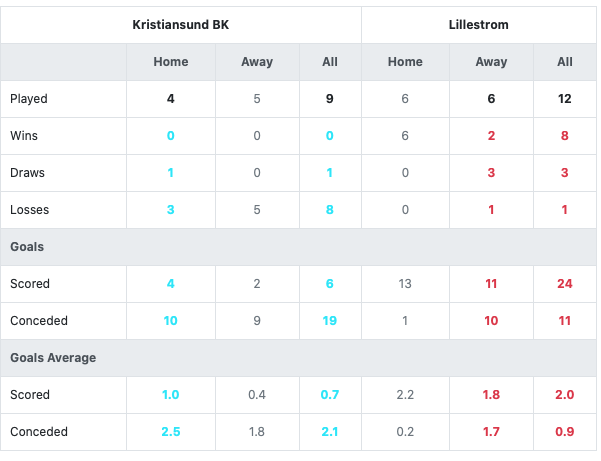 Kristiansund BK Lillestrom
Home Away All Home Away All
Played 4 5 9 6 6 12
Wins 0 0 0 6 2 8
Draws 1 0 1 0 3 3
Losses 3 5 8 0 1 1
Goals
Scored 4 2 6 13 11 24
Conceded 10 9 19 1 10 11
Goals Average
Scored 1.0 0.4 0.7 2.2 1.8 2.0
Conceded 2.5 1.8 2.1 0.2 1.7 0.9